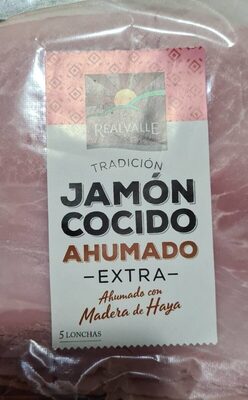 REALVALLE
TRADICIÓN
JAMÓN
COCIDO
AHUMADO
-EXTRA-
Ahumado con
Madera de Haya
5 LONCHAS